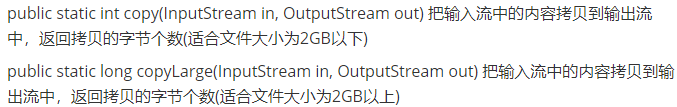 public static int copy(InputStream in, OutputStream out) 把输入流中的内容拷贝到输出流
中，返回拷贝的字节个数(适合文件大小为2GB以下)
public static long copyLarge(InputStream in, OutputStream out) 把输入流中的内容拷贝到输
出流中，返回拷贝的字节个数(适合文件大小为2GB以上)